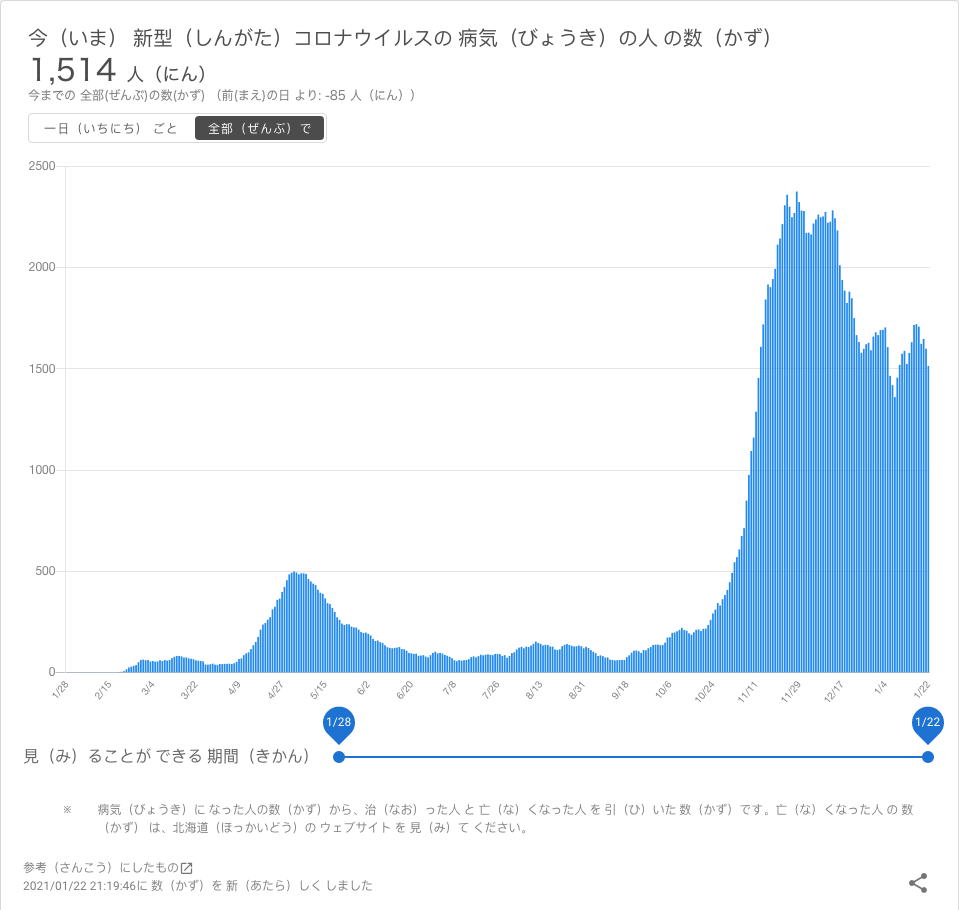 今（いま） 新型（しんがた）コロナウイルスの 病気（びょうき）の人 の数（かず）
1,514 人（にん）
今までの 全部(ぜんぶ)の数(かず) （前(まえ)の日 より: -85 人（にん））
一日（いちにち） ごと 全部（ぜんぶ）で
2500
2000
1500
1000
500
0
1/28 2/15 3/4 3/22 4/9 4/27 5/15 6/2 6/20 7/8 7/26 8/13 8/31 9/18 10/6 10/24 11/11 11/29 12/17 1/4 1/22
1/28 1/22
見（み）ることが できる 期間（きかん）
※ 病気（びょうき）に なった人の数（かず）から、治（なお）った人 と 亡（な）くなった人 を 引（ひ）いた 数（かず）です。亡（な）くなった人 の 数
（かず） は、北海道（ほっかいどう）の ウェブサイト を 見（み）て ください。
参考（さんこう）にしたもの
2021/01/22 21:19:46に 数（かず）を 新（あたら）しく しました